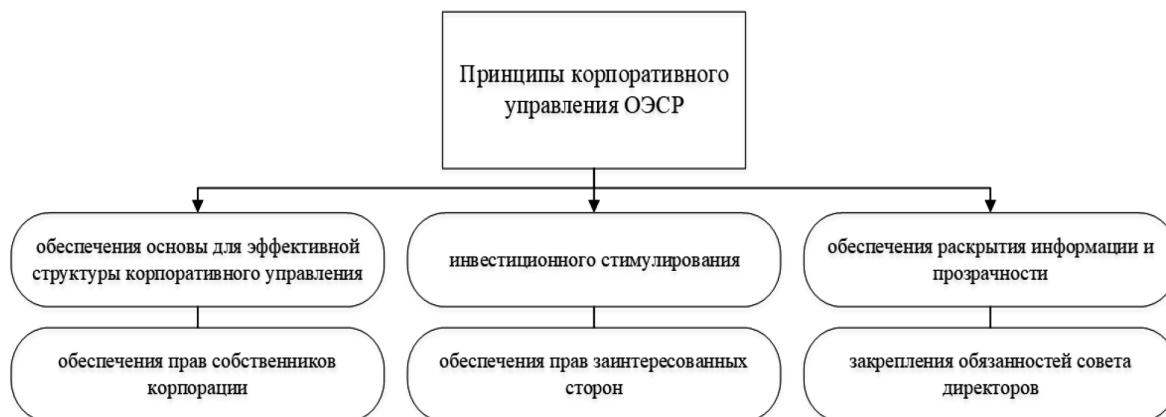 Принципы корпоративного
управления ОЭСР
обеспечения основы для эффективной
структуры корпоративного управления
инвестиционного стимулирования
обеспечения раскрытия информации и
прозрачности
обеспечения прав собственников
корпорации
обеспечения прав заинтересованных
сторон
закрепления обязанностей совета
директоров